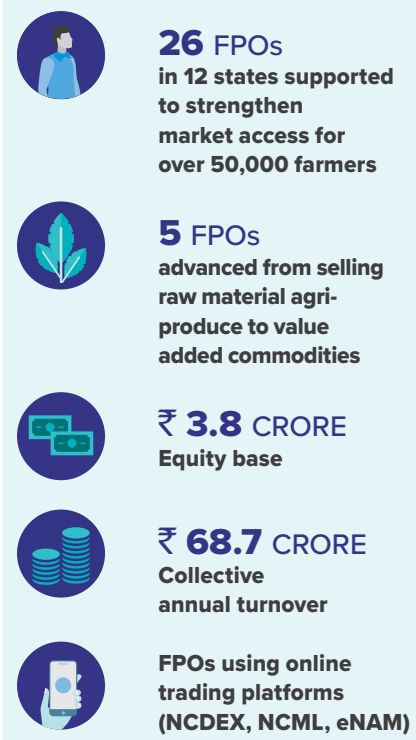 26 FPOs
in 12 states supported
to strengthen
market access for
over 50,000 farmers
5 FPOs
advanced from selling
raw material agri-
produce to value
added commodities
₹ 3.8 CRORE
Equity base
₹ 68.7 CRORE
Collective
annual turnover
FPOs using online
trading platforms
(NCDEX, NCML, eNAM)